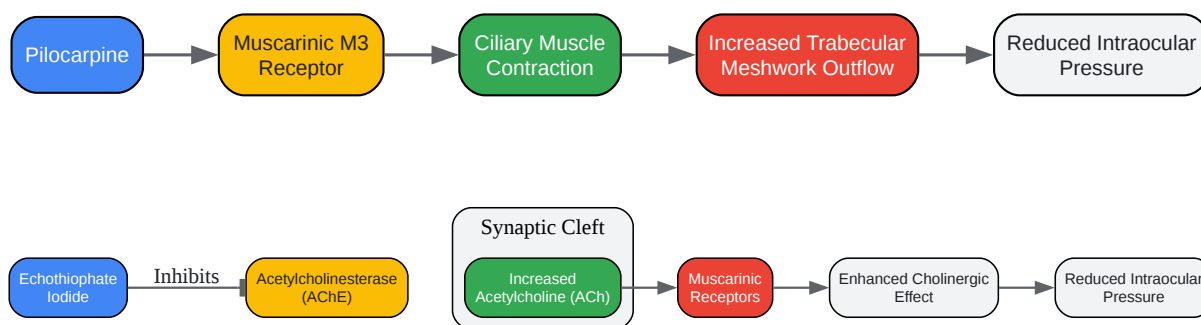 Pilocarpine
Muscarinic M3
Receptor
Ciliary Muscle
Contraction
Increased Trabecular
Meshwork Outflow
Reduced Intraocular
Pressure
Echothiophate
Iodide
Inhibits
Acetylcholinesterase
(AChE)
Synaptic Cleft
Increased
Acetylcholine (ACh)
Muscarinic
Receptors
Enhanced Cholinergic
Effect
Reduced Intraocular
Pressure